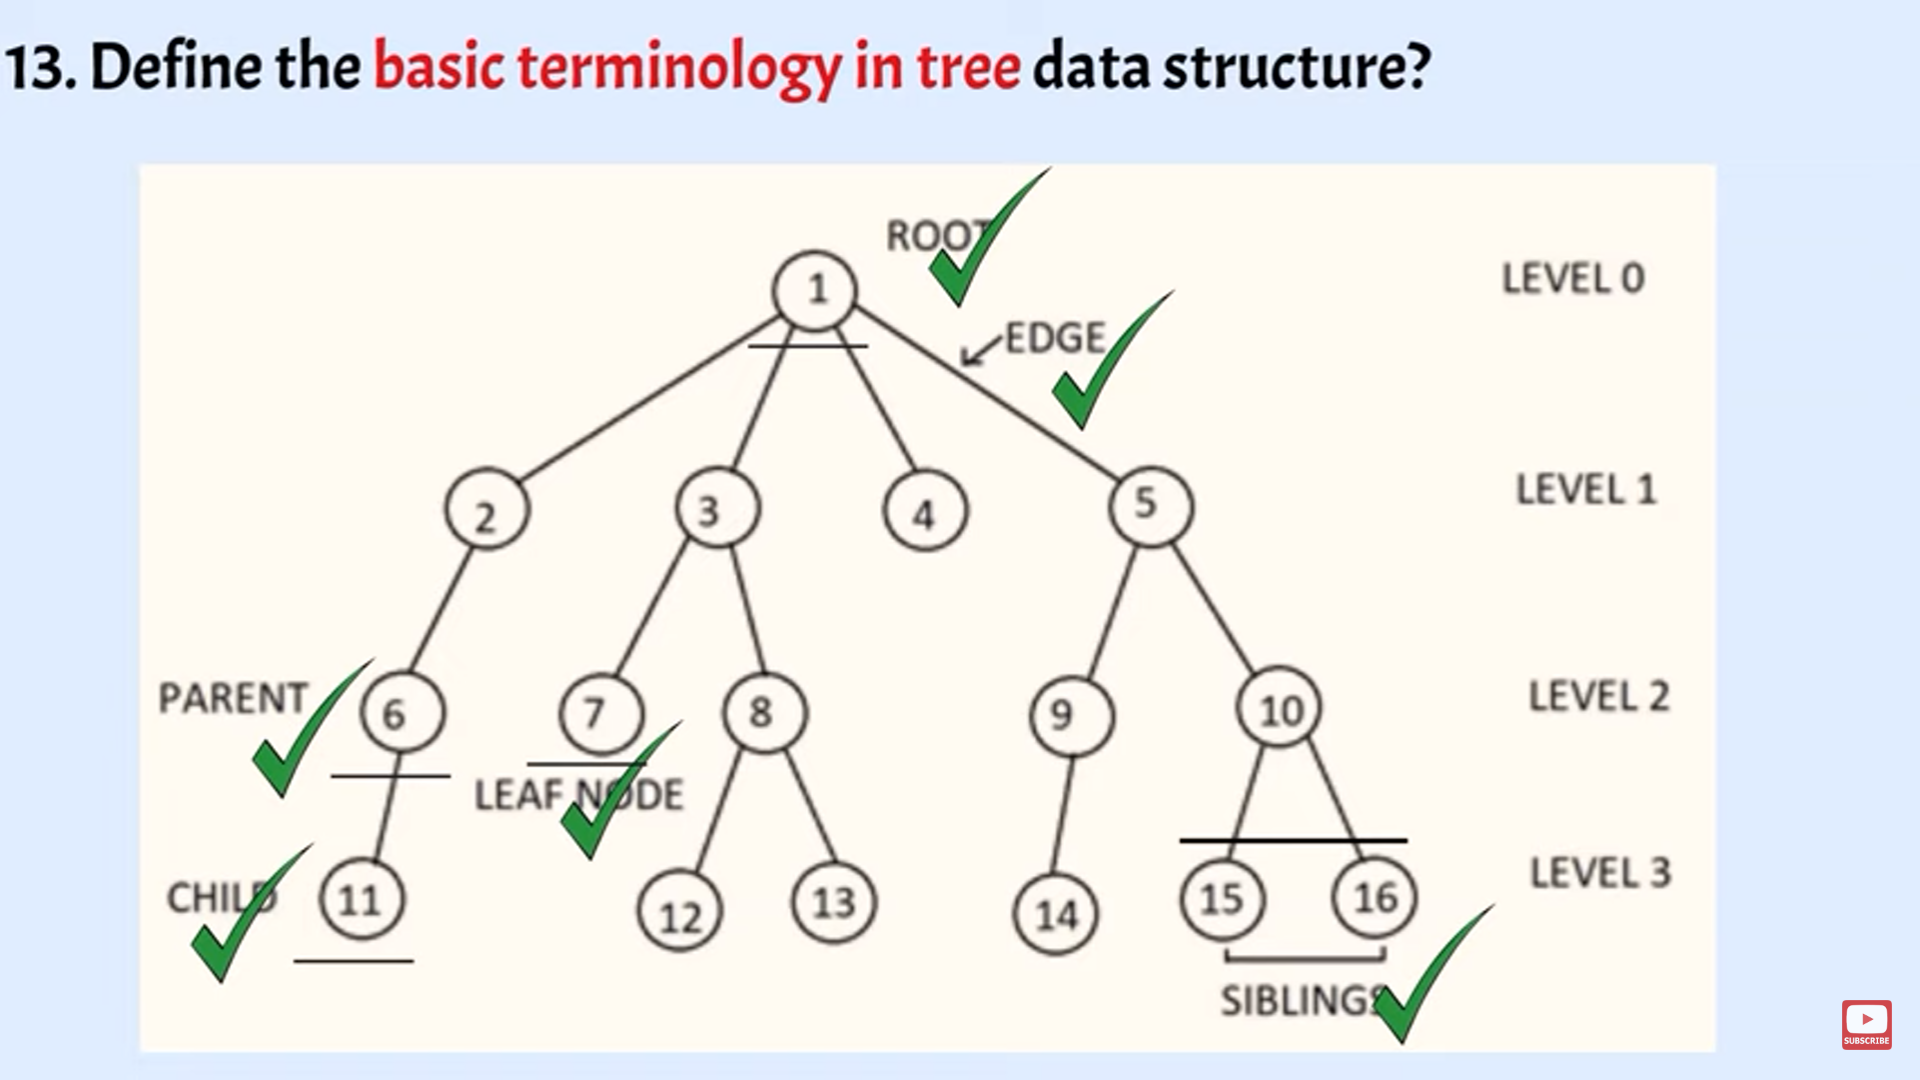 13. Define the basic terminology in tree data structure?
ROOT
1
LEVEL 0
EDGE
2
3
4
5
LEVEL 1
PARENT
6
7
8
9
10
LEVEL 2
LEAF NODE
CHILD
11
12
13
14
15
16
LEVEL 3
SIBLINGS
SUBSCRIBE